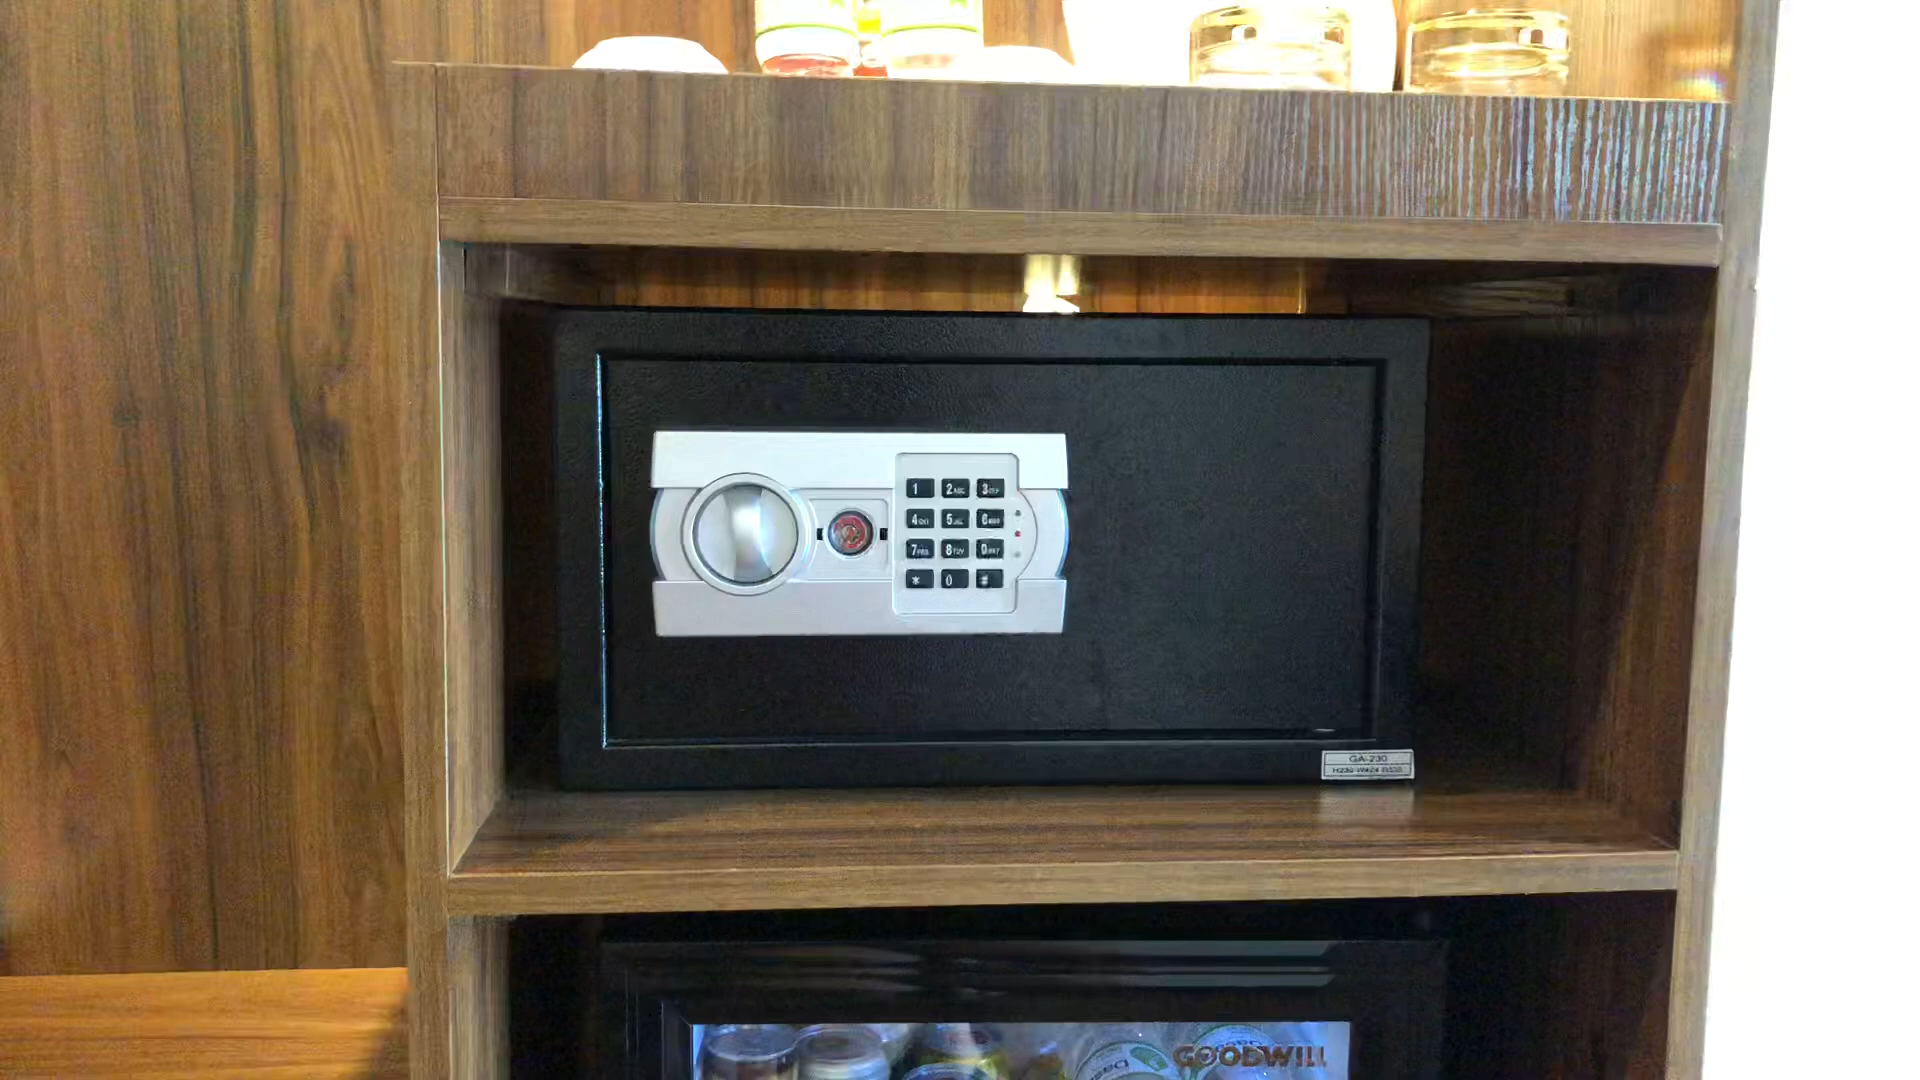 1 2ABC 3DEF
4GHI 5JKL 6MNO
7PRS 8TUV 9WXY
* 0 #
GA-230
GOODWILL